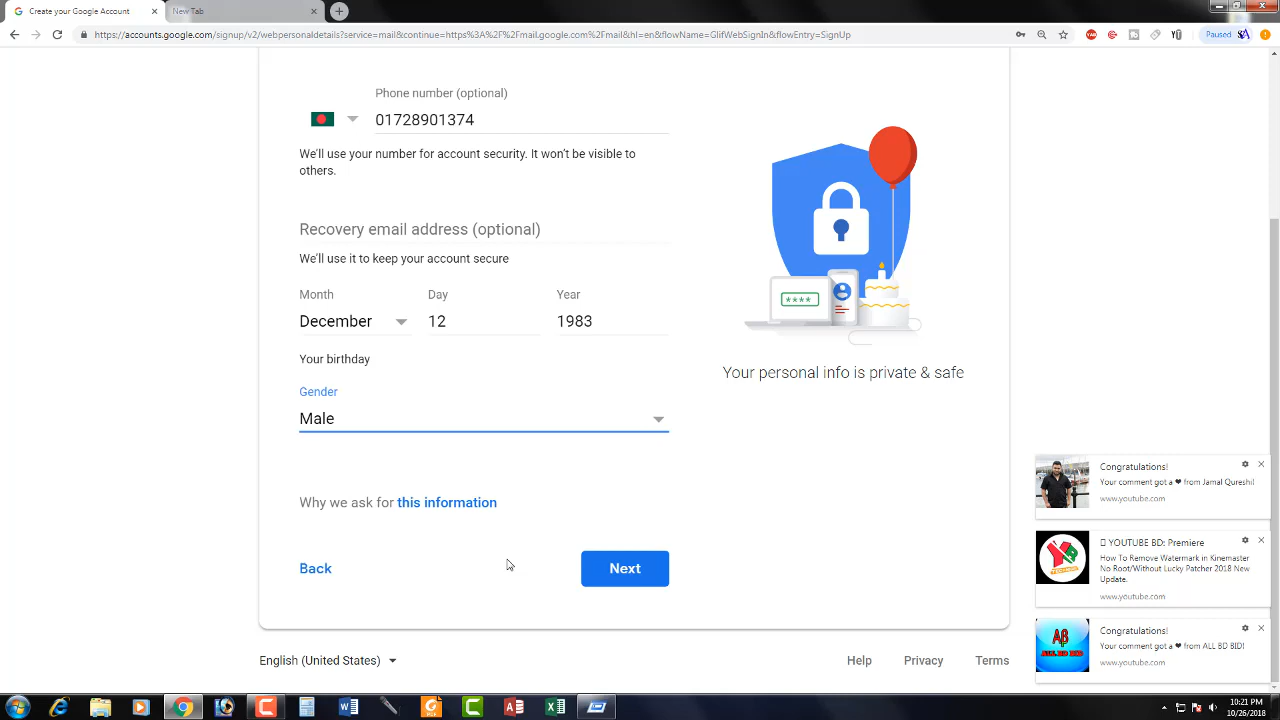 Create your Google Account
New Tab
https://accounts.google.com/signup/v2/webpersonaldetails?service=mail&continue=https%3A%2F%2Fmail.google.com%2Fmail&hl=en&flowName=GlifWebSignIn&flowEntry=SignUp
Paused
Phone number (optional)
01728901374
We'll use your number for account security. It won't be visible to
others.
Recovery email address (optional)
We'll use it to keep your account secure
Month Day Year
December 12 1983
Your birthday
Gender
Male
Why we ask for this information
Back Next
****
Your personal info is private & safe
Congratulations!
Your comment got a ❤ from Jamal Qureshi!
www.youtube.com
YOUTUBE BD: Premiere
How To Remove Watermark in Kinemaster
No Root/Without Lucky Patcher 2018 New
Update.
www.youtube.com
Congratulations!
Your comment got a ❤ from ALL BD BID!
www.youtube.com
Aβ
ALL BD BID
English (United States) Help Privacy Terms
10:21 PM
10/26/2018